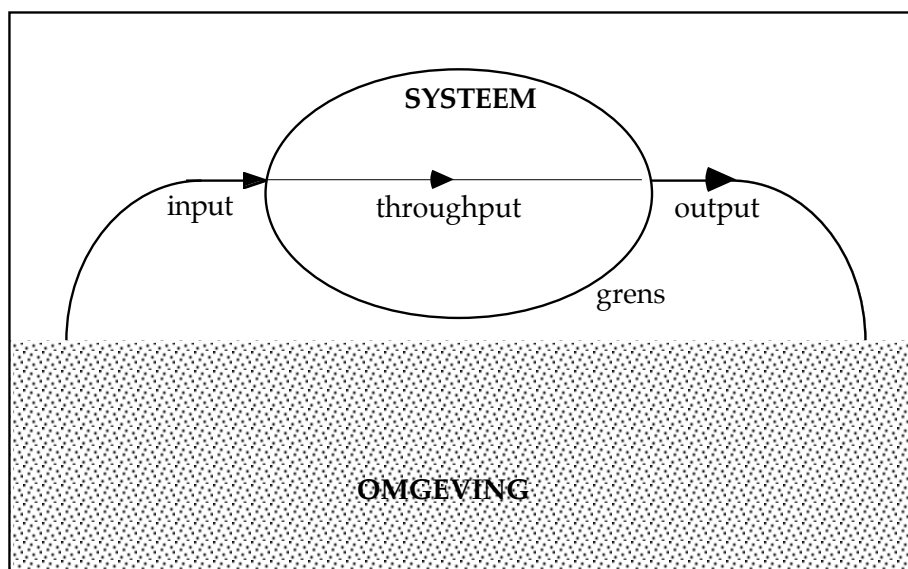 SYSTEEM
input
throughput
output
grens
OMGEVING